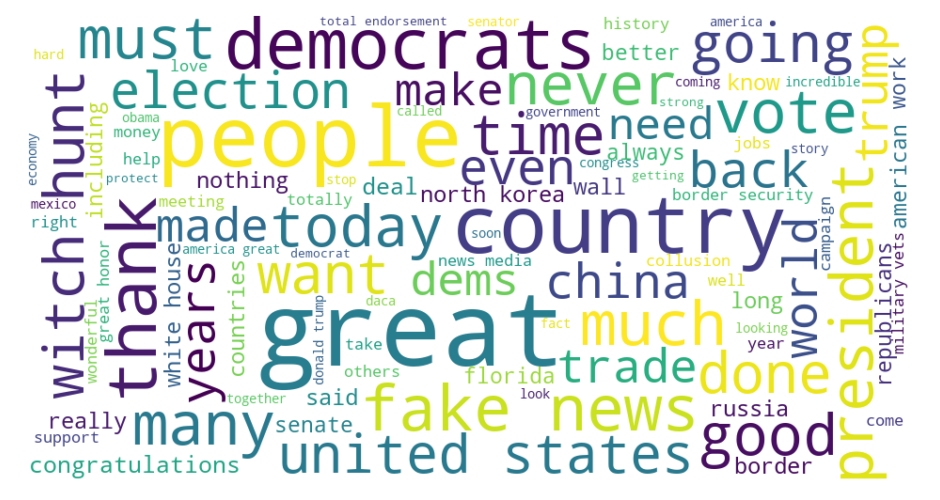 total endorsement
senator
history
america
must
democrats
going
hard
love
better
coming
know
incredible
president trump
american work
election
make
never
strong
vote
witch hunt
including
obama
money
people
called
time
government
need
always
jobs
story
economy
help
protect
nothing
even
congress
wall
getting
back
deal
stop
north korea
border security
mexico
right
meeting
totally
thank
made
today
country
soon
world
campaign
america great
democrat
wonderful
great honor
white house
years
countries
want
dems
news media
china
collusion
well
republicans
military vets
great
donald trump
daca
fact
much
long
looking
year
take
others
trade
done
florida
together
said
look
really
support
many
senate
fake news
russia
good
come
congratulations
united states
border